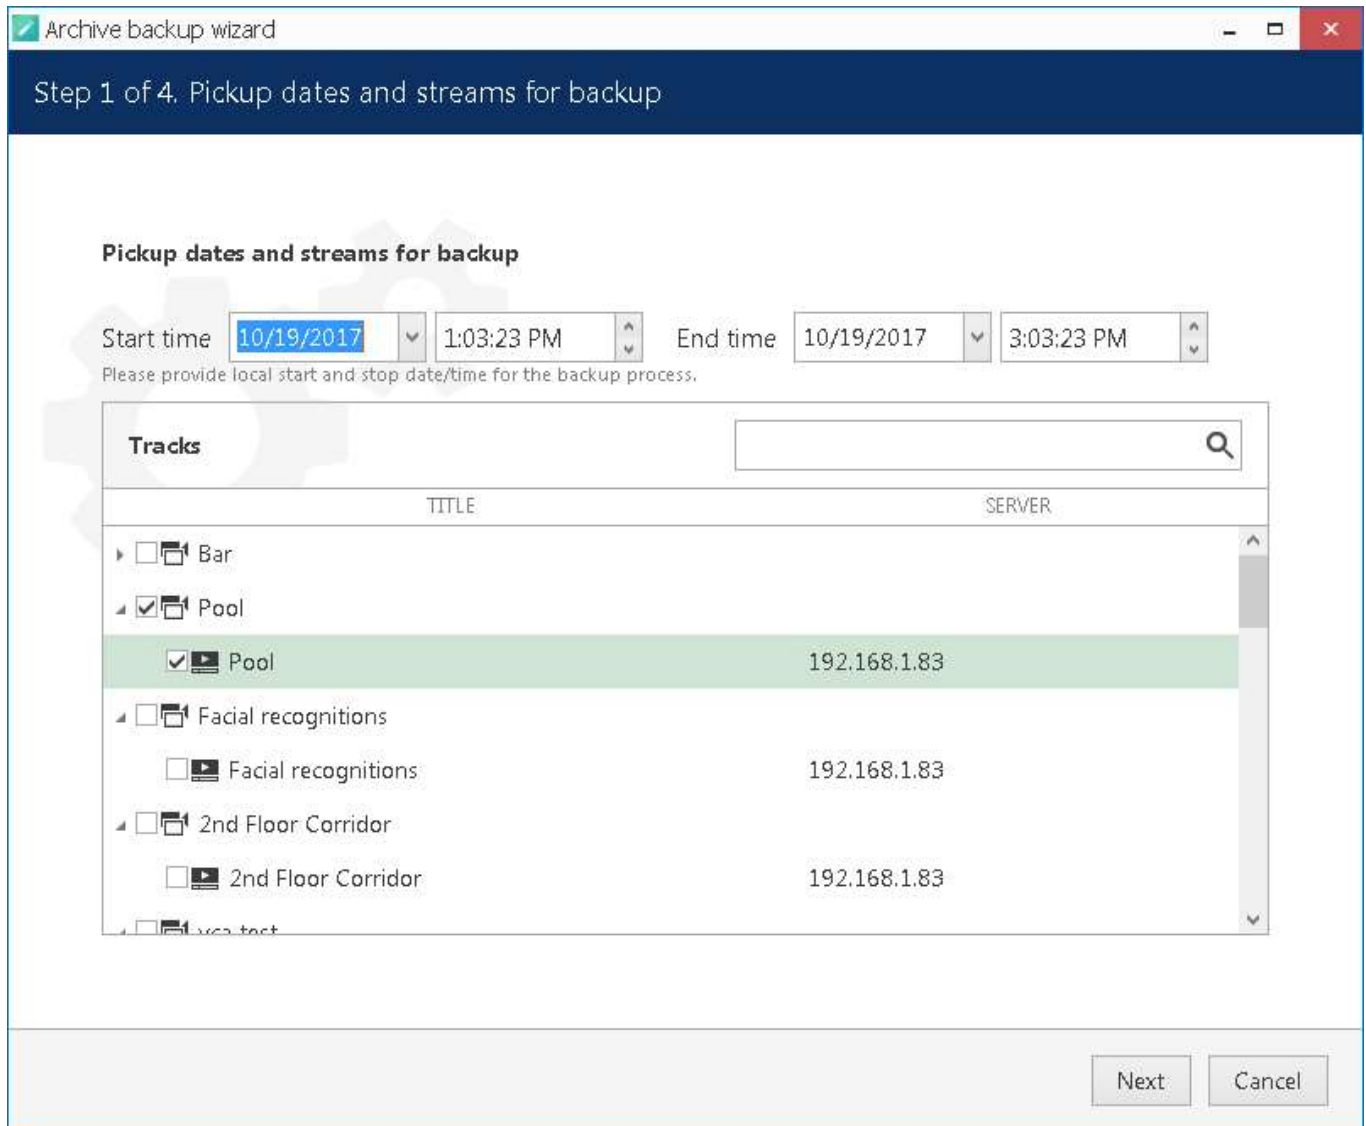 Archive backup wizard
Step 1 of 4. Pickup dates and streams for backup
Pickup dates and streams for backup
Start time 10/19/2017 1:03:23 PM End time 10/19/2017 3:03:23 PM
Please provide local start and stop date/time for the backup process.
Tracks
TITLE SERVER
Bar
Pool
Pool 192.168.1.83
Facial recognitions
Facial recognitions 192.168.1.83
2nd Floor Corridor
2nd Floor Corridor 192.168.1.83
vca test
Next Cancel